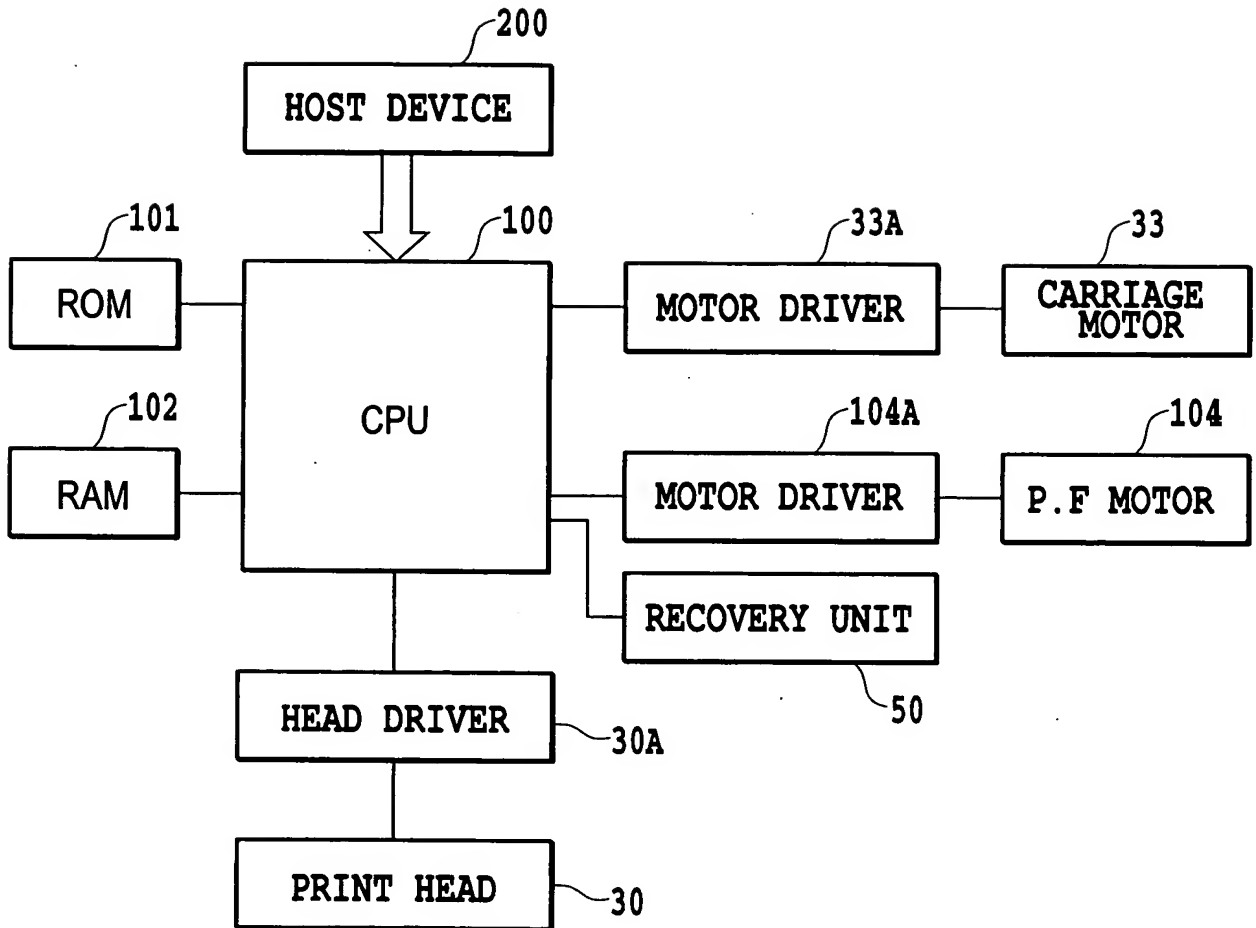 200
HOST DEVICE
101
100
33A
33
ROM
MOTOR DRIVER
CARRIAGE
MOTOR
102
CPU
104A
104
RAM
MOTOR DRIVER
P.F MOTOR
RECOVERY UNIT
50
HEAD DRIVER
30A
PRINT HEAD
30